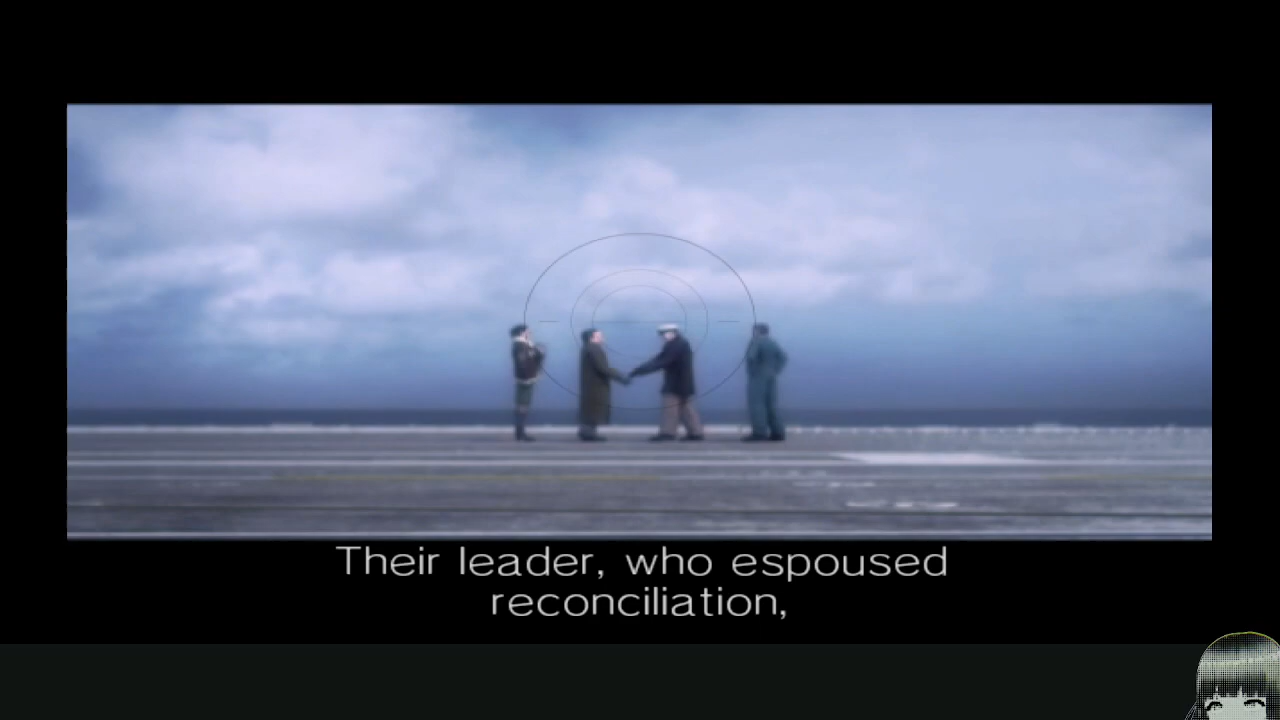 Their leader, who espoused
reconciliation,